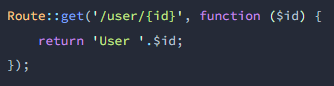 Route::get('/user/{id}', function ($id) {
    return 'User '.$id;
});